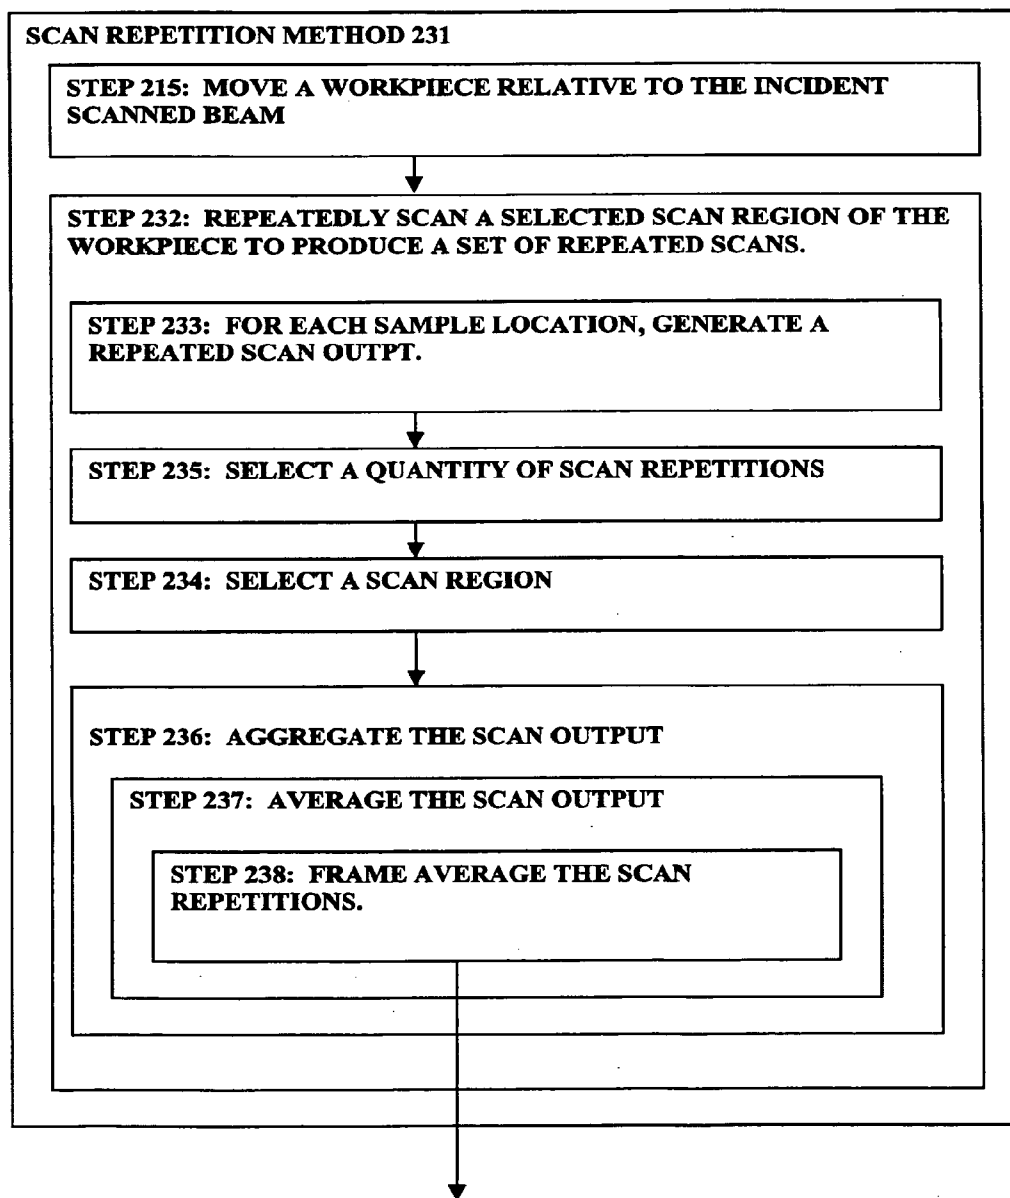 SCAN REPETITION METHOD 231
STEP 215: MOVE A WORKPIECE RELATIVE TO THE INCIDENT
SCANNED BEAM
STEP 232: REPEATEDLY SCAN A SELECTED SCAN REGION OF THE
WORKPIECE TO PRODUCE A SET OF REPEATED SCANS.
STEP 233: FOR EACH SAMPLE LOCATION, GENERATE A
REPEATED SCAN OUTPT.
STEP 235: SELECT A QUANTITY OF SCAN REPETITIONS
STEP 234: SELECT A SCAN REGION
STEP 236: AGGREGATE THE SCAN OUTPUT
STEP 237: AVERAGE THE SCAN OUTPUT
STEP 238: FRAME AVERAGE THE SCAN
REPETITIONS.